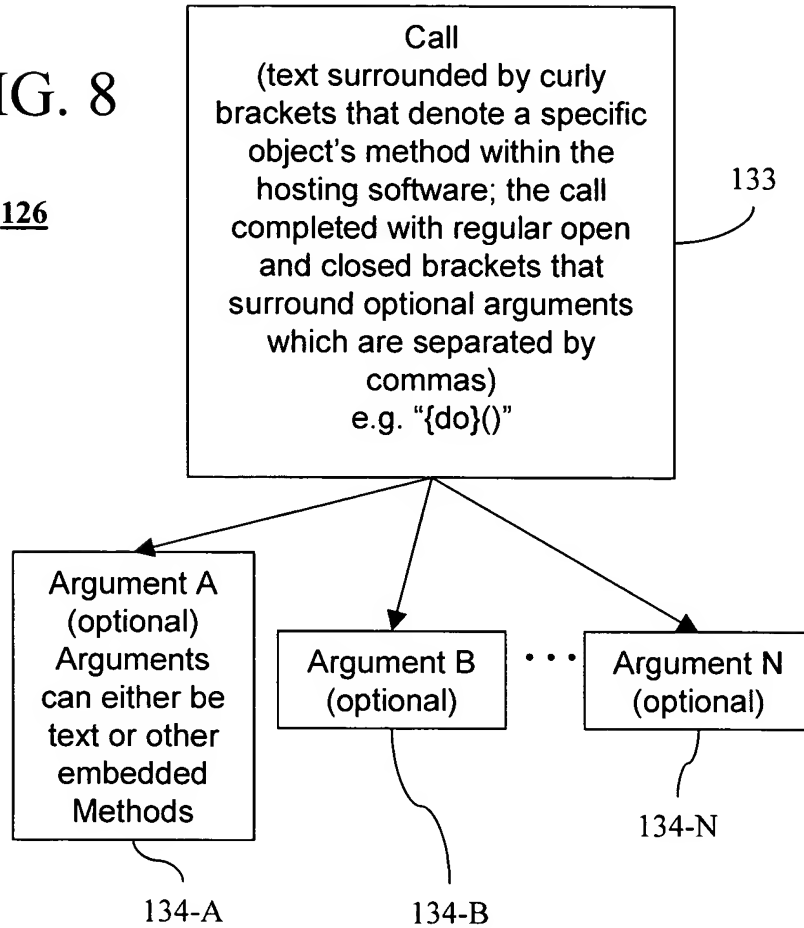 IG. 8
126
Call
(text surrounded by curly
brackets that denote a specific
object's method within the
hosting software; the call
completed with regular open
and closed brackets that
surround optional arguments
which are separated by
commas)
e.g. “{do}()”
133
Argument A
(optional)
Arguments
can either be
text or other
embedded
Methods
Argument B
(optional)
• • •
Argument N
(optional)
134-A
134-B
134-N